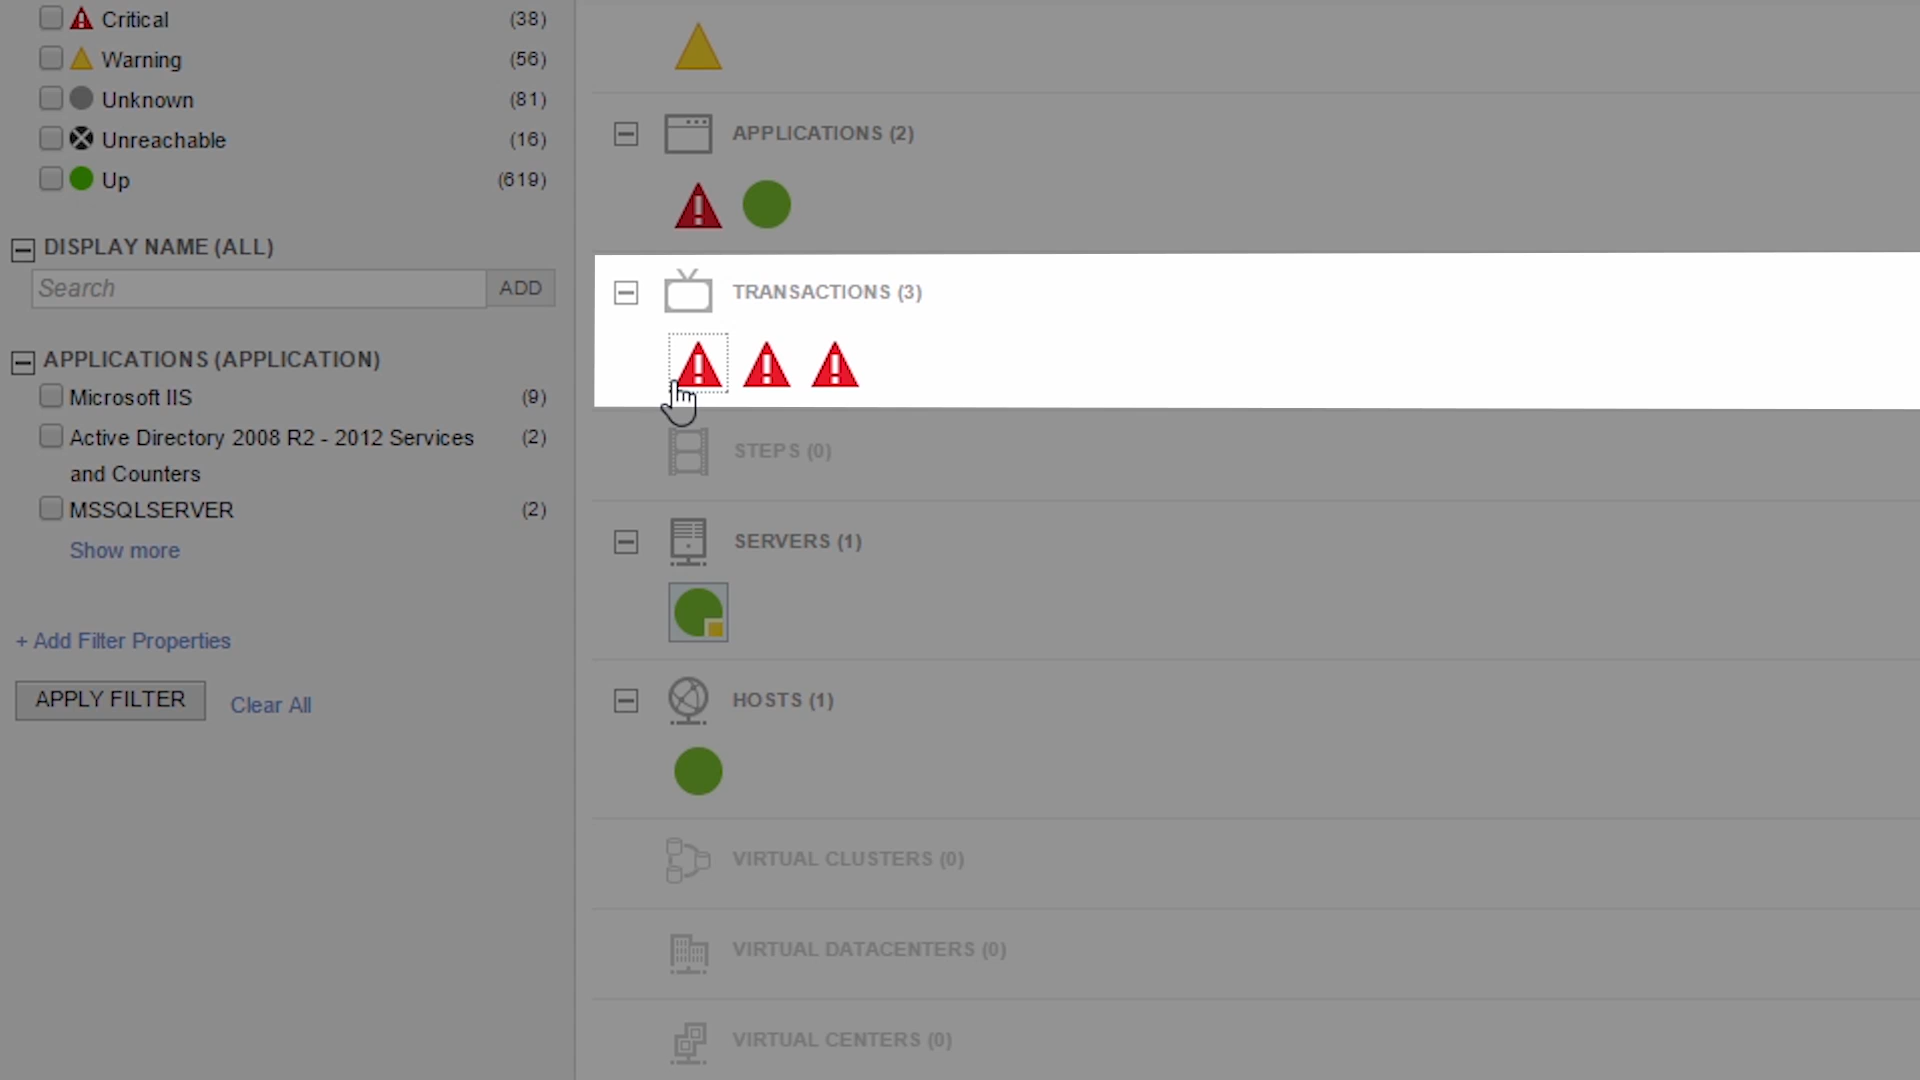 Critical (38)
Warning (56)
Unknown (81)
Unreachable (16)
Up (619)
DISPLAY NAME (ALL)
Search ADD
APPLICATIONS (APPLICATION)
Microsoft IIS (9)
Active Directory 2008 R2 - 2012 Services (2)
and Counters
MSSQLSERVER (2)
Show more
+ Add Filter Properties
APPLY FILTER Clear All
APPLICATIONS (2)
TRANSACTIONS (3)
STEPS (0)
SERVERS (1)
HOSTS (1)
VIRTUAL CLUSTERS (0)
VIRTUAL DATACENTERS (0)
VIRTUAL CENTERS (0)